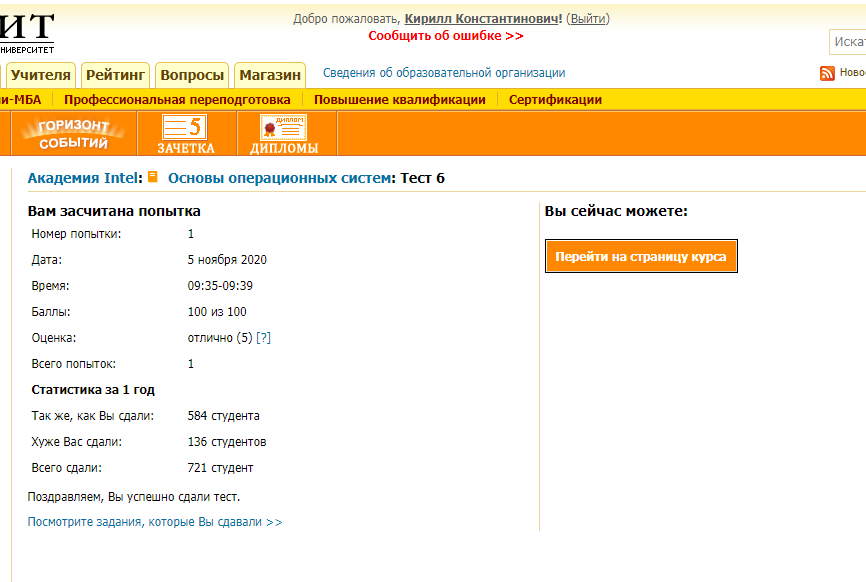 ИТ
НИВЕРСИТЕТ
Добро пожаловать, Кирилл Константинович! (Выйти)
Сообщить об ошибке >>
Искат
Учителя
Рейтинг
Вопросы
Магазин
Сведения об образовательной организации
Ново
и-МБА
Профессиональная переподготовка
Повышение квалификации
Сертификации
ГОРИЗОНТ
СОБЫТИЙ
5
ЗАЧЕТКА
ДИПЛОМ
ДИПЛОМЫ
Академия Intel: Основы операционных систем: Тест 6
Вам засчитана попытка
Номер попытки: 1
Дата: 5 ноября 2020
Время: 09:35-09:39
Баллы: 100 из 100
Оценка: отлично (5) [?]
Всего попыток: 1
Статистика за 1 год
Так же, как Вы сдали: 584 студента
Хуже Вас сдали: 136 студентов
Всего сдали: 721 студент
Поздравляем, Вы успешно сдали тест.
Посмотрите задания, которые Вы сдавали >>
Вы сейчас можете:
Перейти на страницу курса